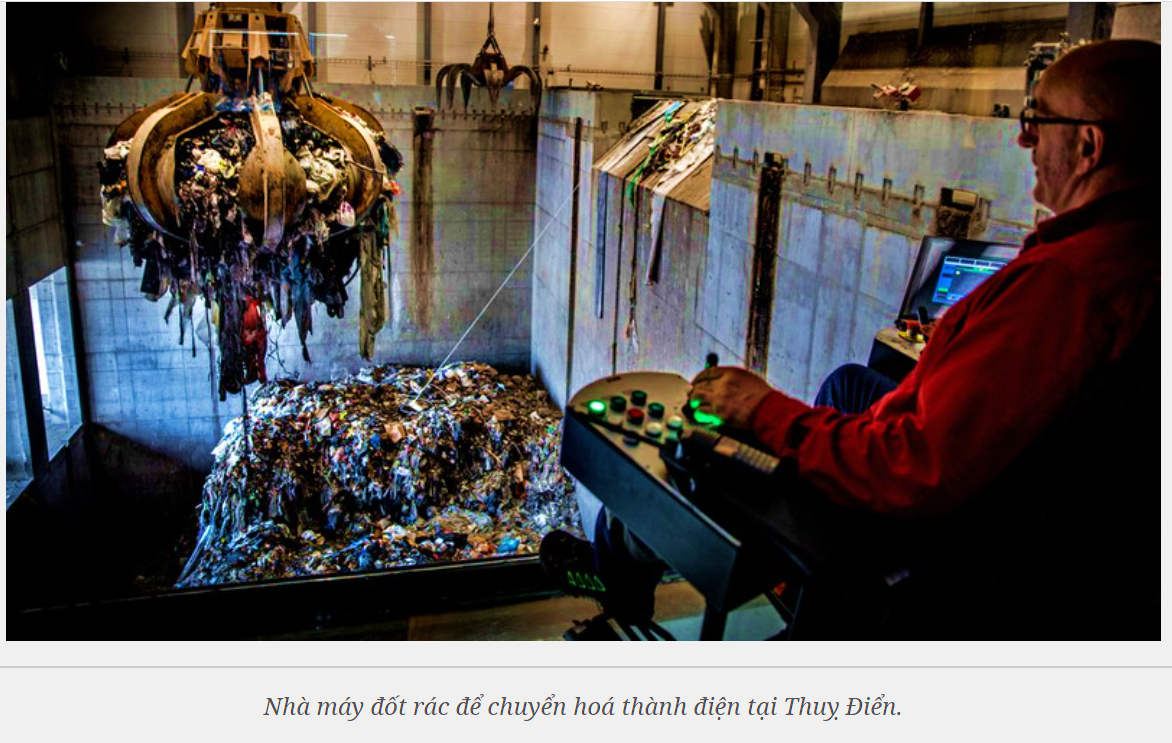 Nhà máy đốt rác để chuyển hoá thành điện tại Thuỵ Điển.